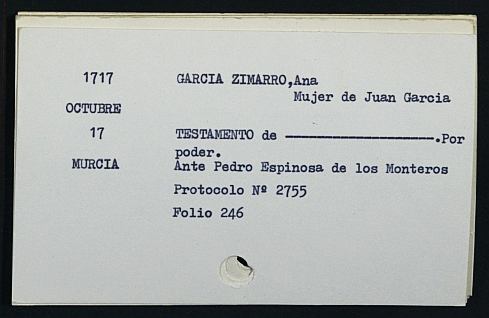 1717 GARCIA ZIMARRO,Ana
Mujer de Juan Garcia
OCTUBRE
17 TESTAMENTO de ----------------------.Por
poder.
MURCIA Ante Pedro Espinosa de los Monteros
Protocolo Nº 2755
Folio 246